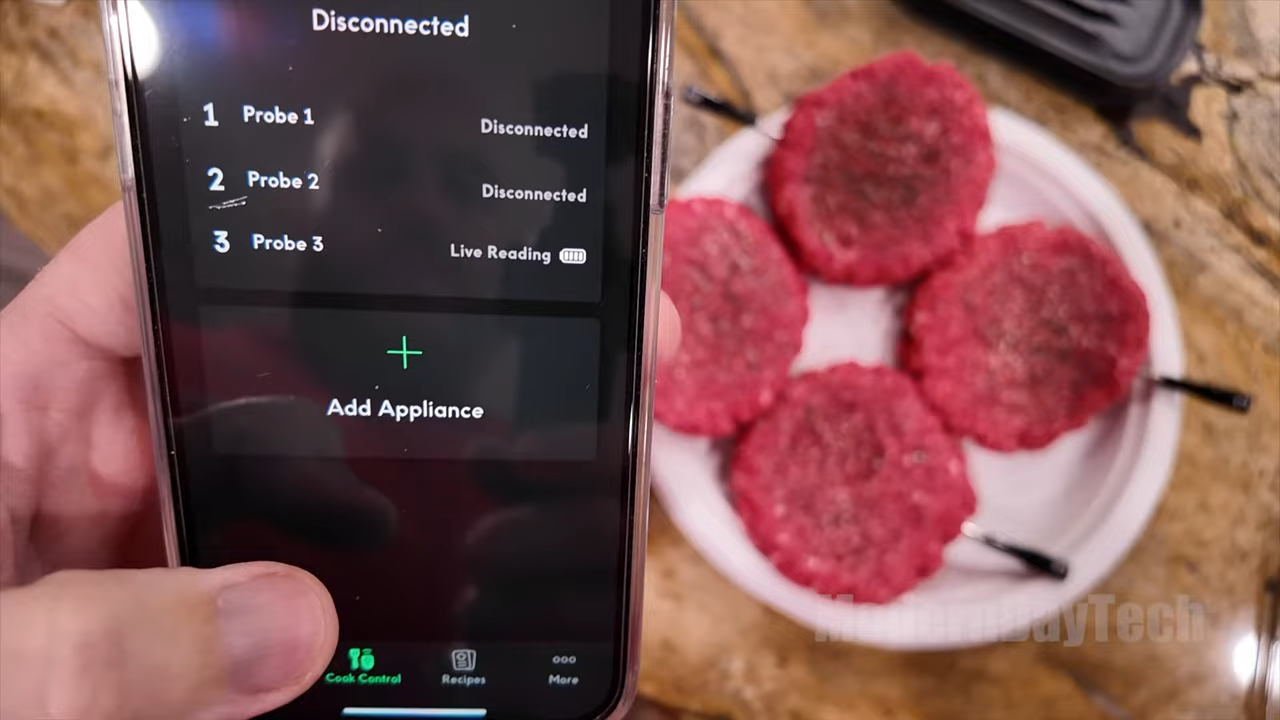 Disconnected
1 Probe 1 Disconnected
2 Probe 2 Disconnected
3 Probe 3 Live Reading
Add Appliance
Cook Control Recipes More
ModernDayTech